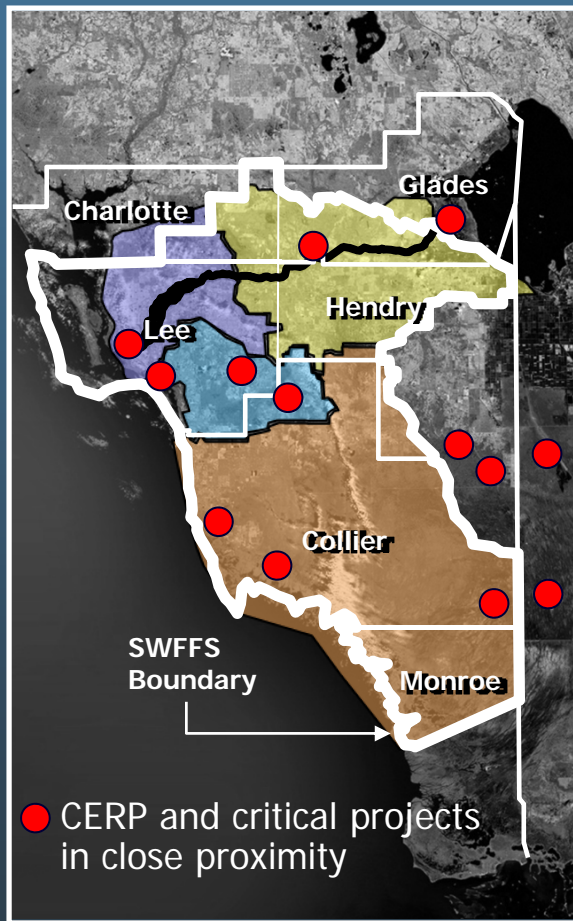 Glades
Charlotte
Hendry
Lee
Collier
SWFFS
Boundary
Monroe
CERP and critical projects
in close proximity